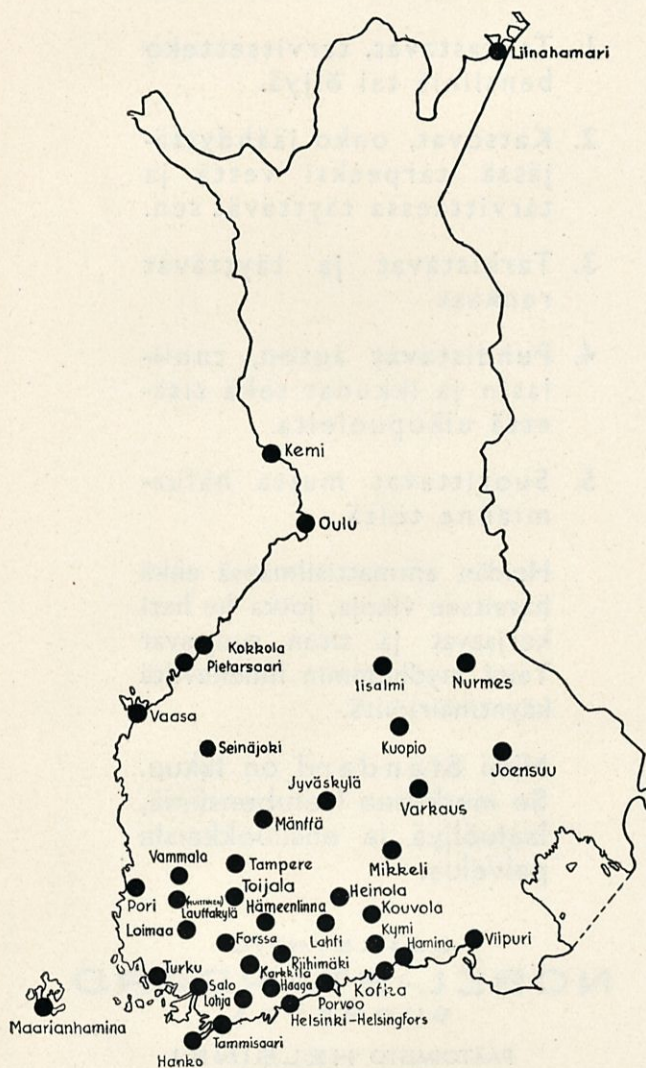 Liinahamari
Kemi
Oulu
Kokkola
Pietarsaari
Iisalmi
Nurmes
Vaasa
Seinäjoki
Kuopio
Joensuu
Jyväskylä
Varkaus
Mänttä
Mikkeli
Vammala
Tampere
Pori
(HUITTINEN)
Lauttakylä
Toijala
Heinola
Hämeenlinna
Kouvola
Loimaa
Forssa
Lahti
Kymi
Hamina
Viipuri
Riihimäki
Karkkila
Turku
Salo
Haaga
Kotka
Lohja
Porvoo
Helsinki-Helsingfors
Maarianhamina
Tammisaari
Hanko